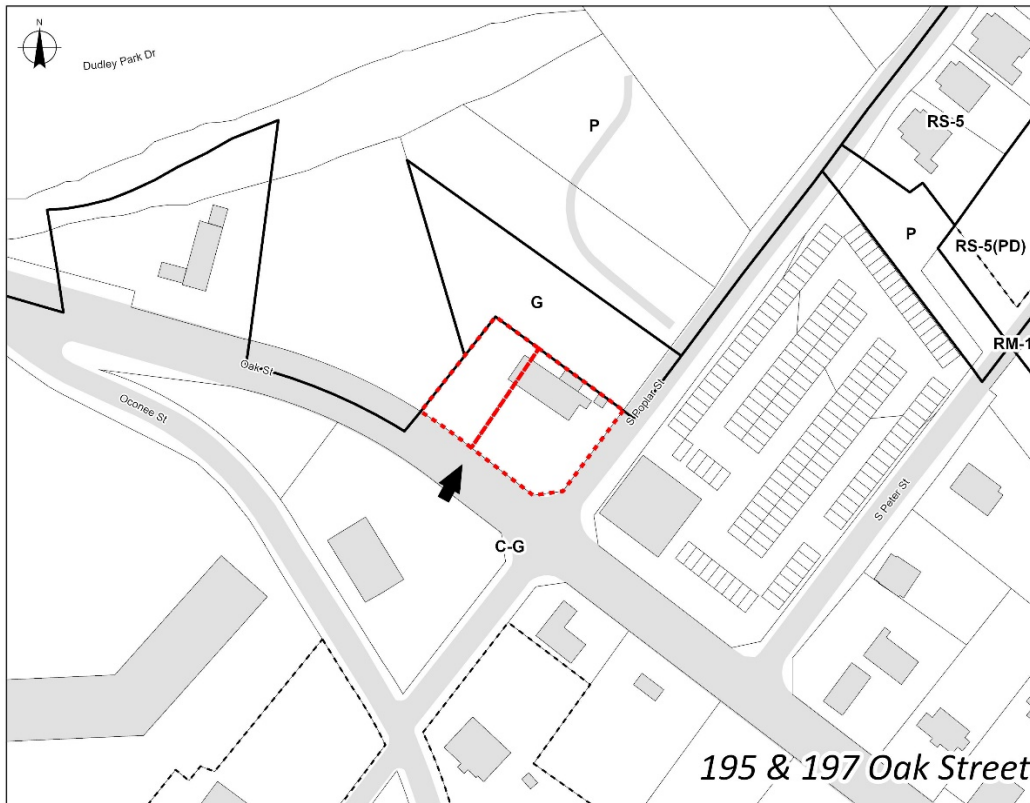 N
Dudley Park Dr
P
RS-5
P
RS-5(PD)
G
RM-1
Oak St
S Poplar St
Oconee St
S Peter St
C-G
195 & 197 Oak Street